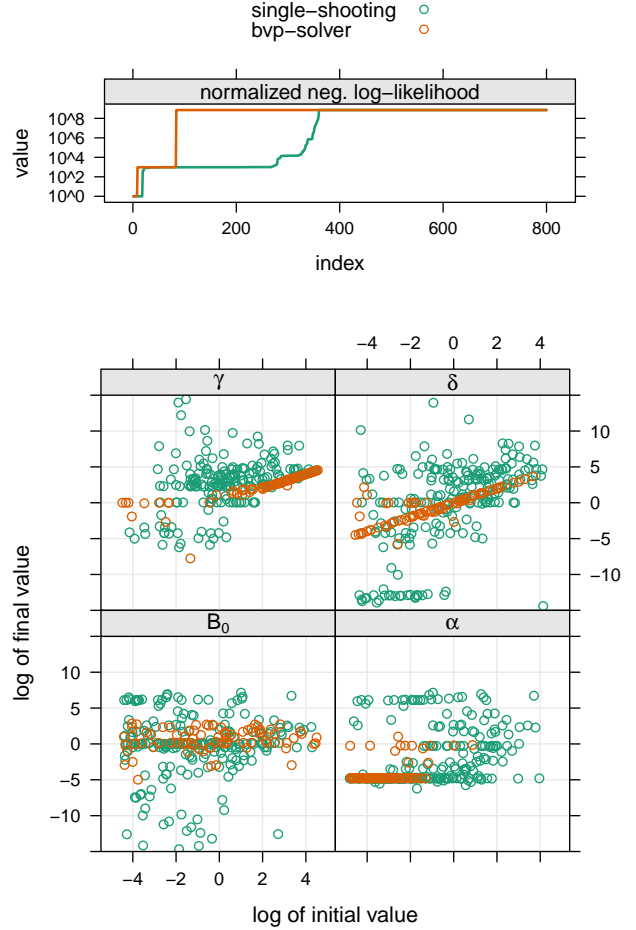 single−shooting
bvp−solver
normalized neg. log−likelihood
value
10^8
10^6
10^4
10^2
10^0
0 200 400 600 800
index
−4 −2 0 2 4
γ δ
10
5
0
−5
−10
B0 α
10
5
0
−5
−10
−4 −2 0 2 4
log of final value
log of initial value